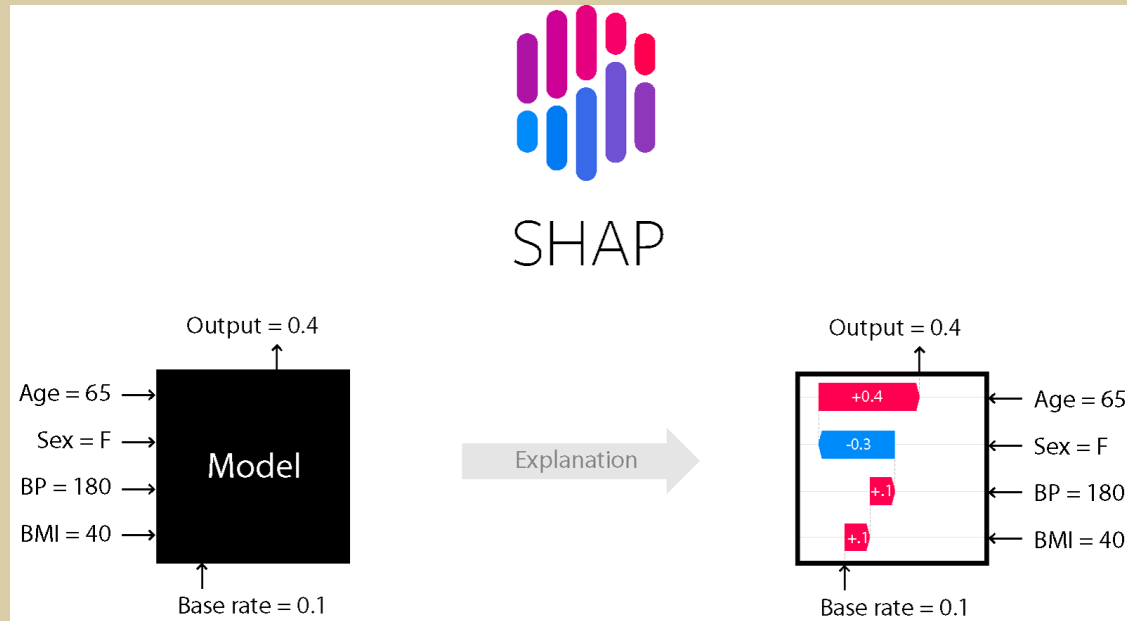 SHAP
Output = 0.4
Age = 65
Sex = F
BP = 180
BMI = 40
Model
Base rate = 0.1
Explanation
Output = 0.4
+0.4
-0.3
+.1
+.1
Age = 65
Sex = F
BP = 180
BMI = 40
Base rate = 0.1